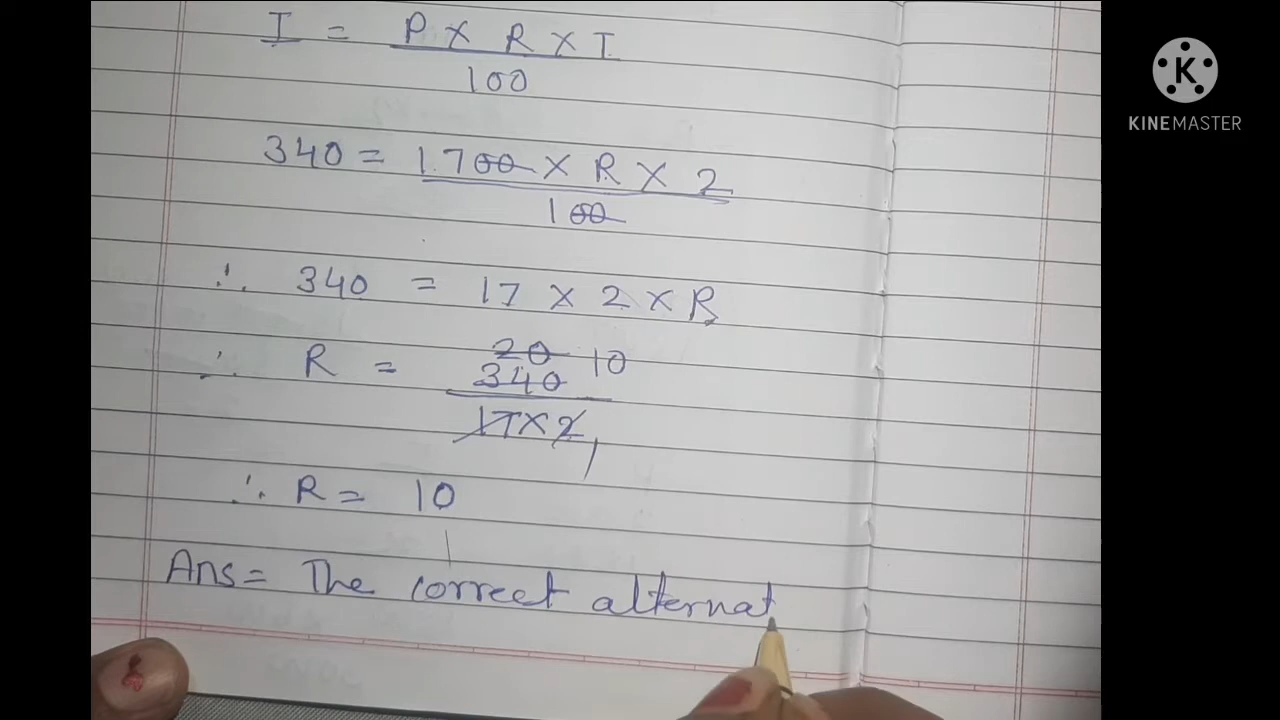 I = P X R X T
100
340 = 1700 X R X 2
100
∴ 340 = 17 X 2 X R
20 10
∴ R = 340
17 X 2
1
∴ R = 10
Ans = The correct alternat
K
KINEMASTER